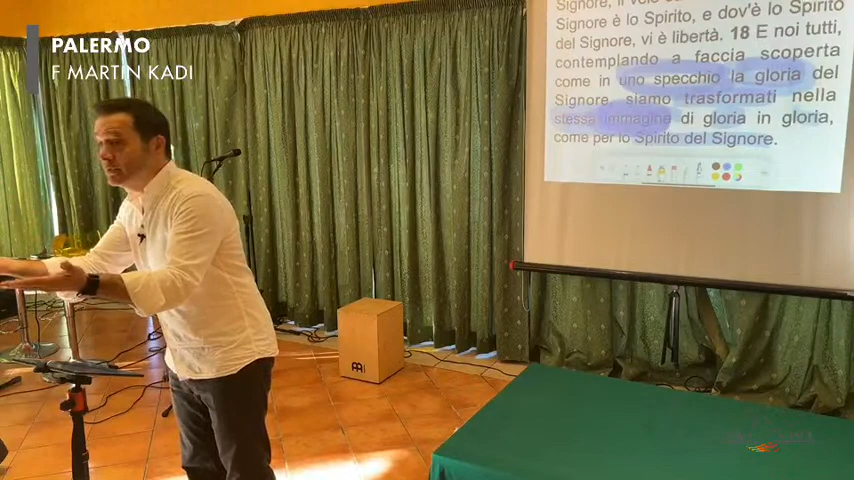 PALERMO
F MARTIN KADI
Signore è lo Spirito, e dov'è lo Spirito
del Signore, vi è libertà. 18 E noi tutti,
contemplando a faccia scoperta
come in uno specchio la gloria del
Signore, siamo trasformati nella
stessa immagine di gloria in gloria,
come per lo Spirito del Signore.
MEINL